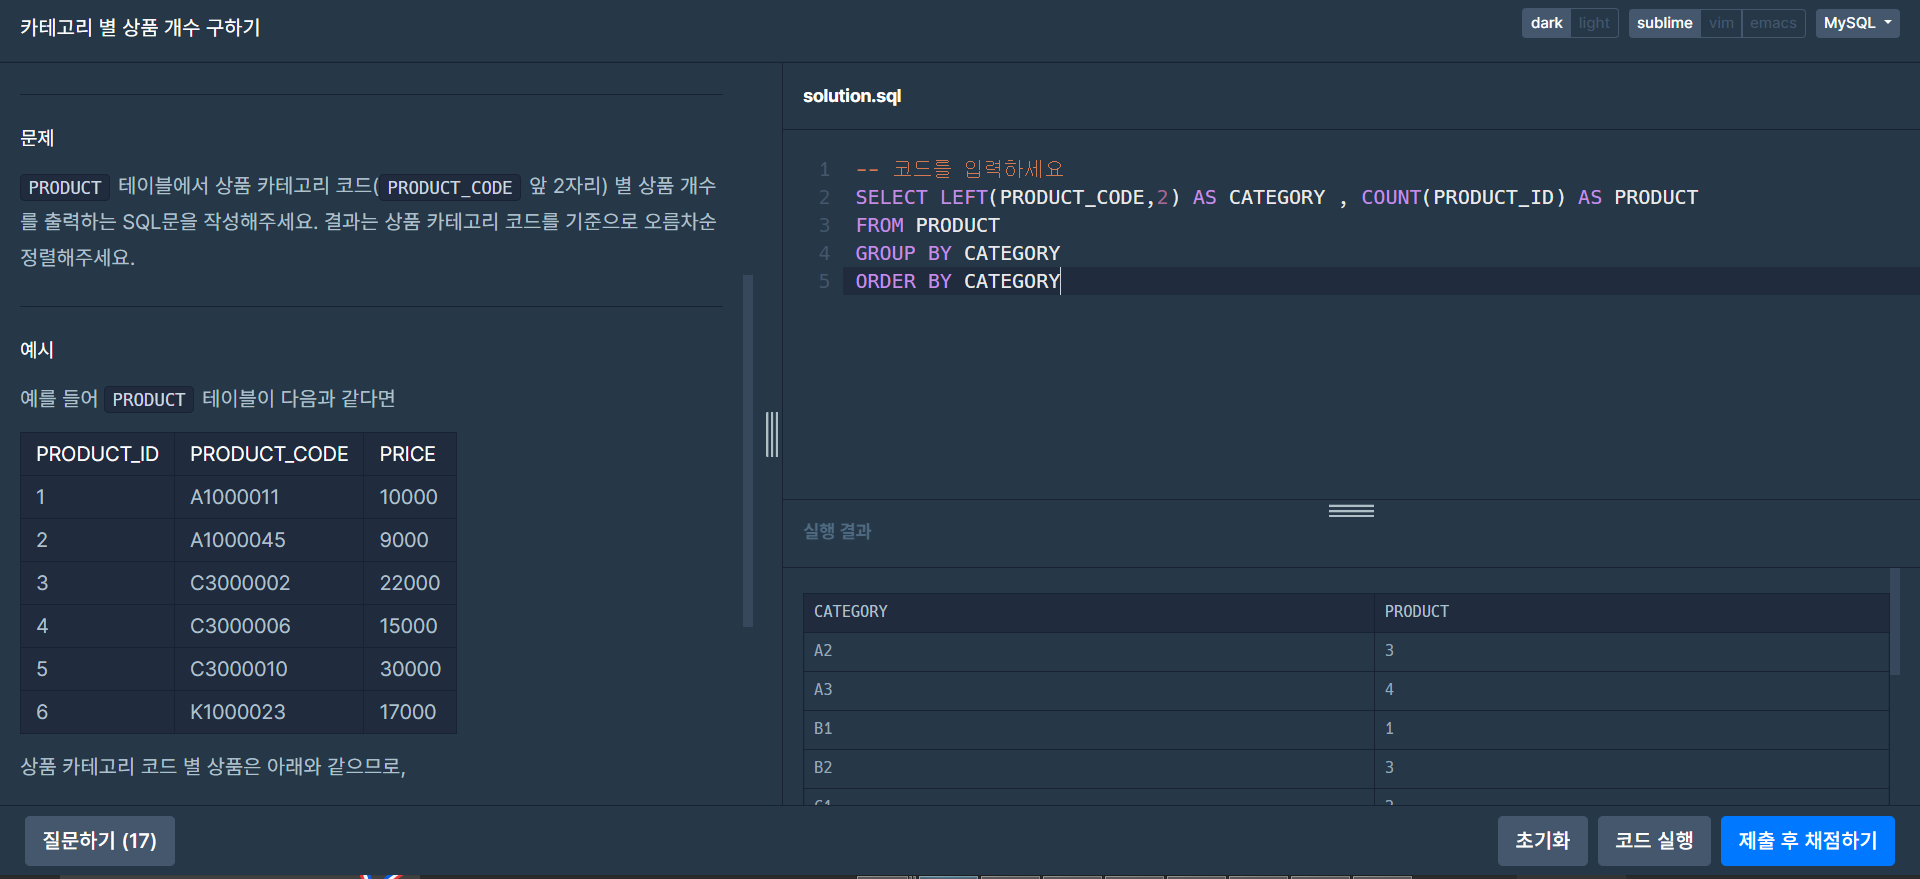 카테고리 별 상품 개수 구하기
dark light sublime vim emacs MySQL
문제
PRODUCT 테이블에서 상품 카테고리 코드( PRODUCT_CODE 앞 2자리) 별 상품 개수
를 출력하는 SQL문을 작성해주세요. 결과는 상품 카테고리 코드를 기준으로 오름차순
정렬해주세요.
예시
예를 들어 PRODUCT 테이블이 다음과 같다면
PRODUCT_ID PRODUCT_CODE PRICE
1 A1000011 10000
2 A1000045 9000
3 C3000002 22000
4 C3000006 15000
5 C3000010 30000
6 K1000023 17000
상품 카테고리 코드 별 상품은 아래와 같으므로,
solution.sql
1 -- 코드를 입력하세요
2 SELECT LEFT(PRODUCT_CODE,2) AS CATEGORY , COUNT(PRODUCT_ID) AS PRODUCT
3 FROM PRODUCT
4 GROUP BY CATEGORY
5 ORDER BY CATEGORY
실행 결과
CATEGORY PRODUCT
A2 3
A3 4
B1 1
B2 3
질문하기 (17)
초기화 코드 실행 제출 후 채점하기